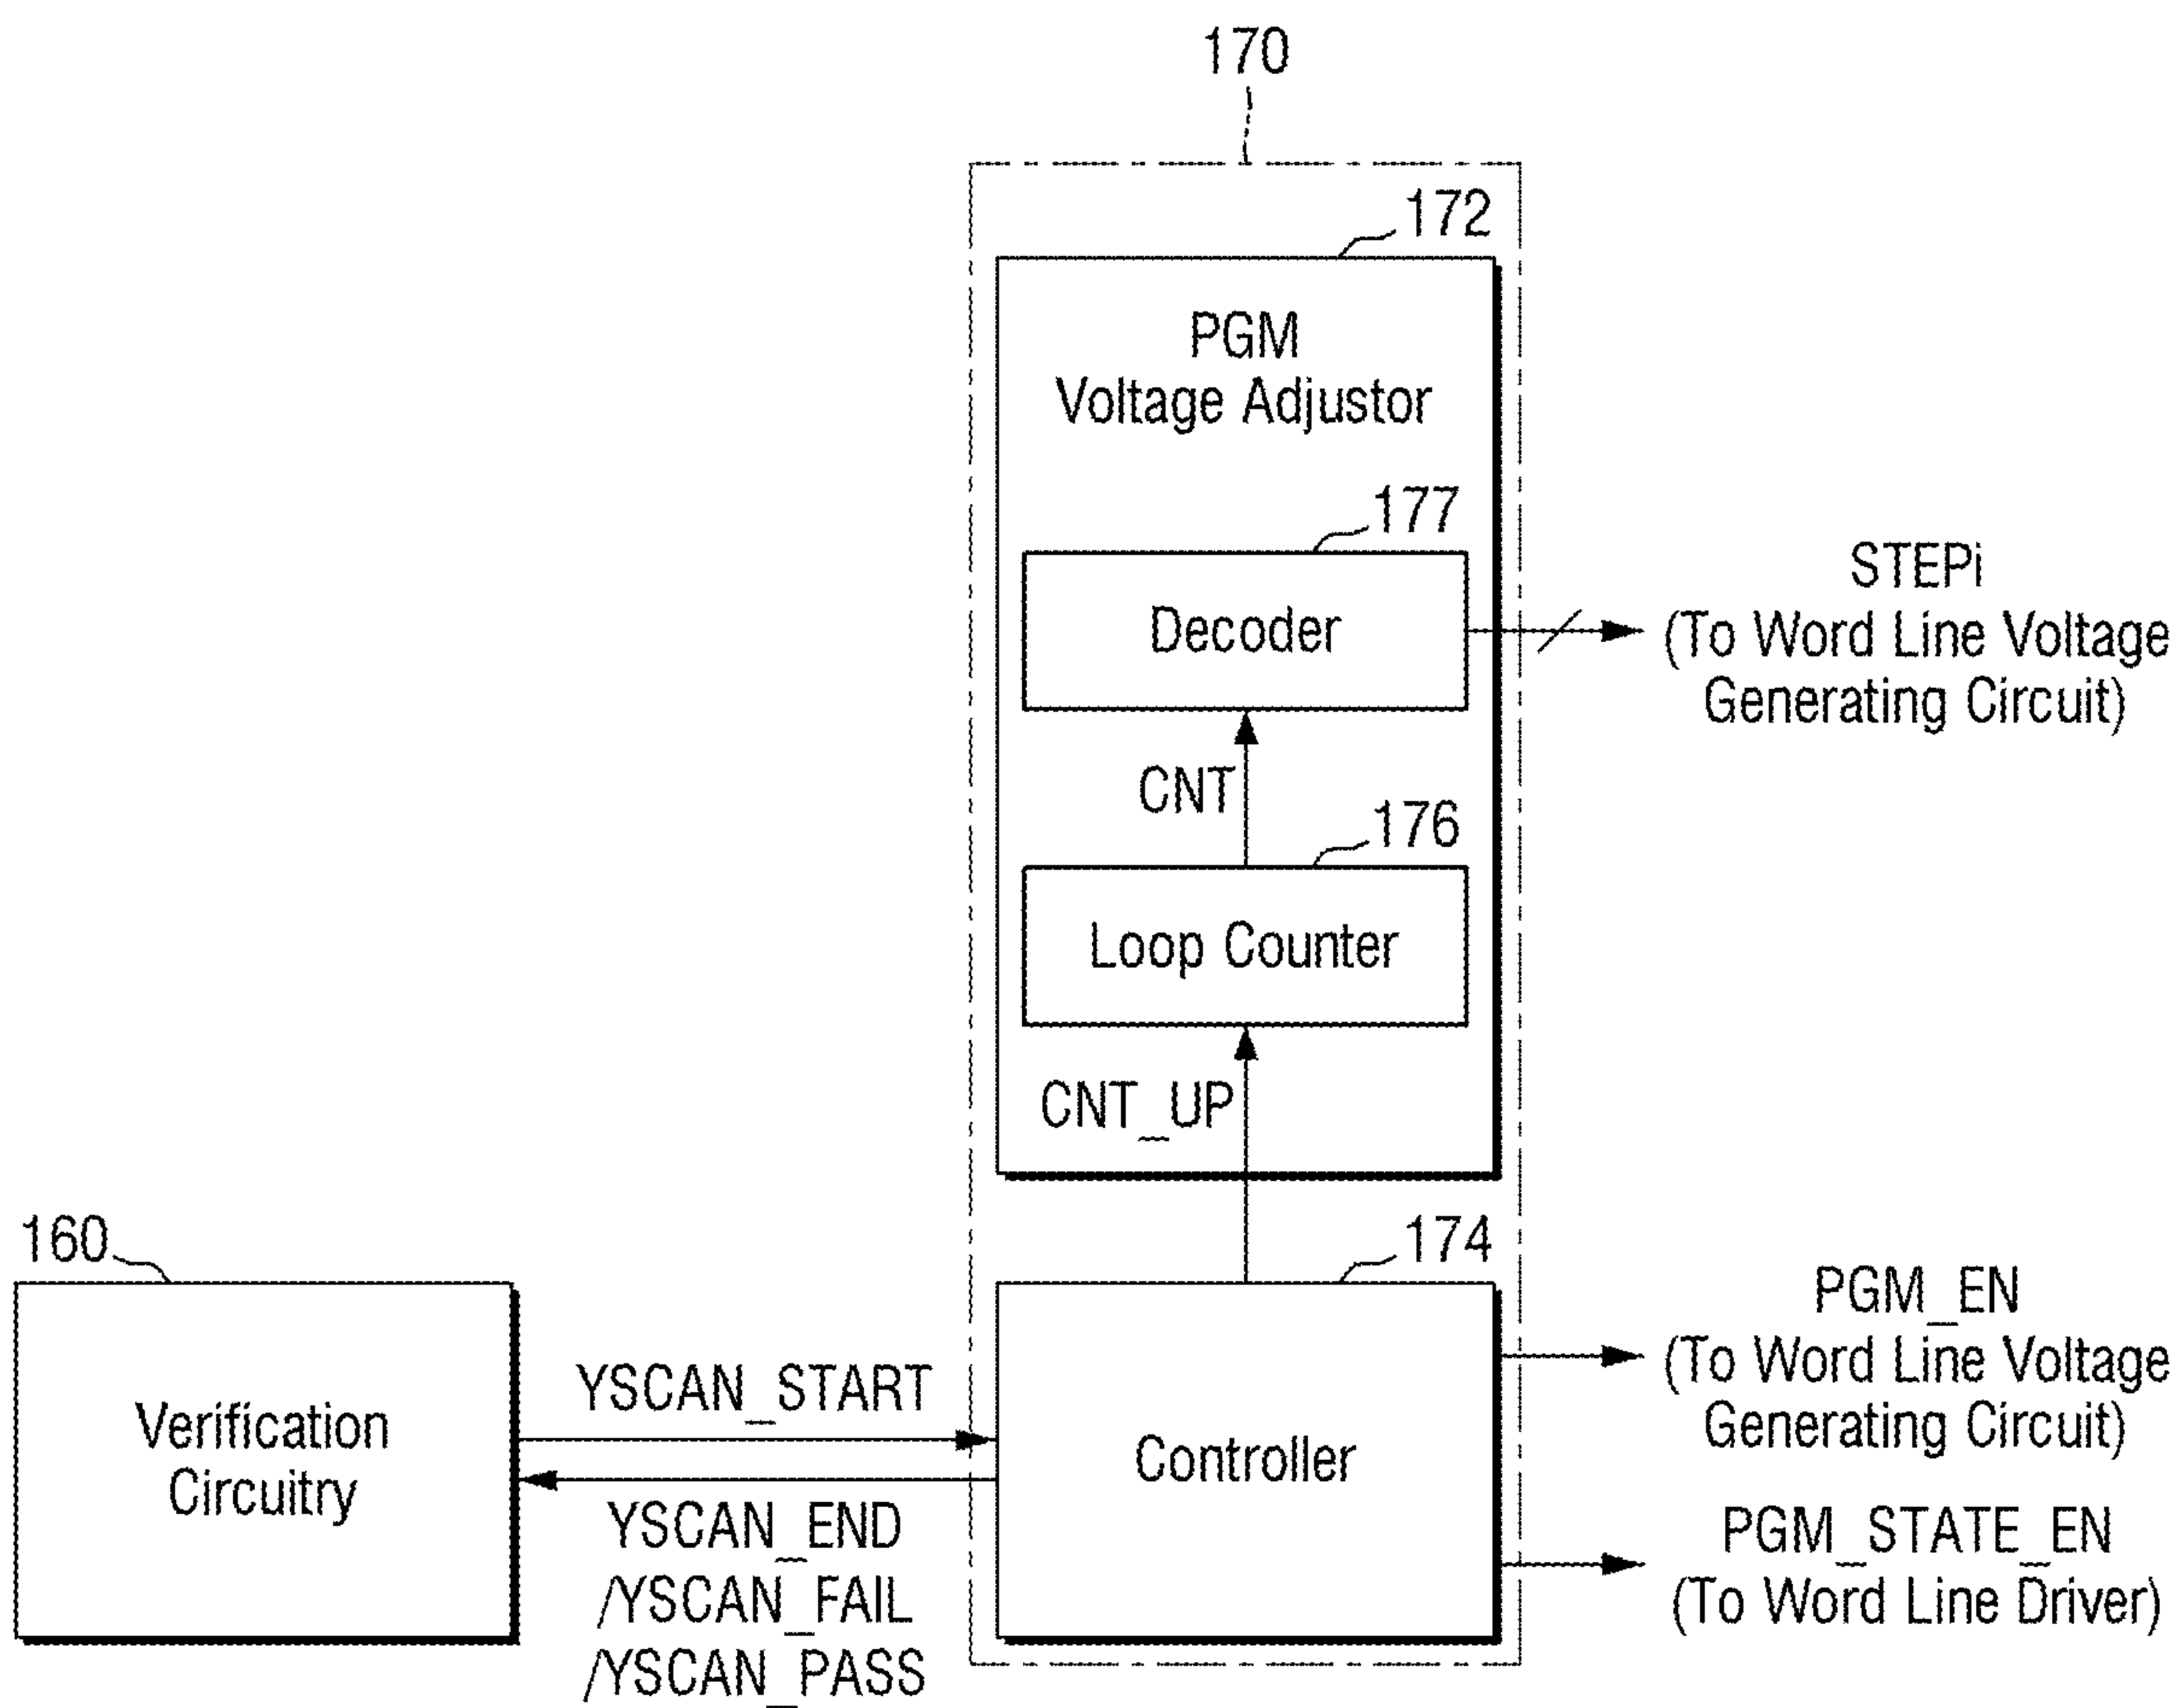 170
172
PGM
Voltage Adjustor
177
Decoder
STEPi
(To Word Line Voltage
Generating Circuit)
CNT
176
Loop Counter
CNT_UP
160
174
Verification
Circuitry
YSCAN_START
YSCAN_END
/YSCAN_FAIL
/YSCAN_PASS
Controller
PGM_EN
(To Word Line Voltage
Generating Circuit)
PGM_STATE_EN
(To Word Line Driver)